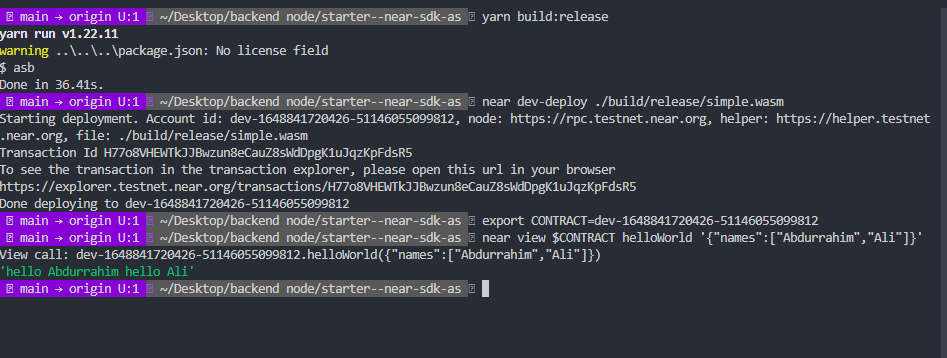 main → origin U:1 ~/Desktop/backend node/starter--near-sdk-as yarn build:release
yarn run v1.22.11
warning ..\..\..\package.json: No license field
$ asb
Done in 36.41s.
main → origin U:1 ~/Desktop/backend node/starter--near-sdk-as near dev-deploy ./build/release/simple.wasm
Starting deployment. Account id: dev-1648841720426-51146055099812, node: https://rpc.testnet.near.org, helper: https://helper.testnet
.near.org, file: ./build/release/simple.wasm
Transaction Id H77o8VHEWTkJJBwzun8eCauZ8sWdDpgK1uJqzKpFdsR5
To see the transaction in the transaction explorer, please open this url in your browser
https://explorer.testnet.near.org/transactions/H77o8VHEWTkJJBwzun8eCauZ8sWdDpgK1uJqzKpFdsR5
Done deploying to dev-1648841720426-51146055099812
main → origin U:1 ~/Desktop/backend node/starter--near-sdk-as export CONTRACT=dev-1648841720426-51146055099812
main → origin U:1 ~/Desktop/backend node/starter--near-sdk-as near view $CONTRACT helloWorld '{"names":["Abdurrahim","Ali"]}'
View call: dev-1648841720426-51146055099812.helloWorld({"names":["Abdurrahim","Ali"]})
'hello Abdurrahim hello Ali'
main → origin U:1 ~/Desktop/backend node/starter--near-sdk-as